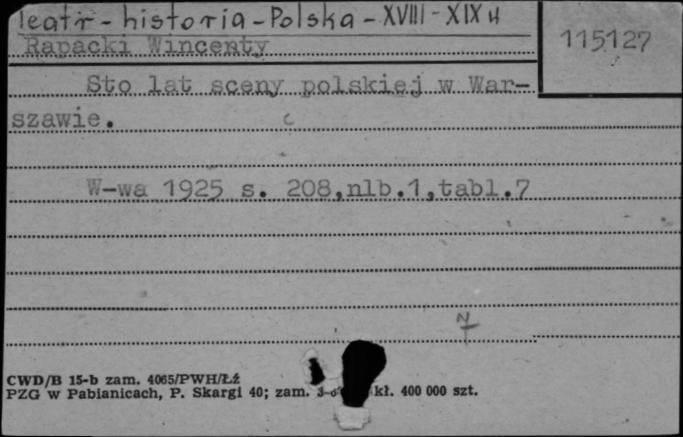 Teatr - historia - Polska - XVIII - XIX w
Rapacki Wincenty
115127
Sto lat sceny polskiej w War-
szawie.
W-wa 1925 s. 208,nlb.1,tabl.7
CWD/B 15-b zam. 4065/PWH/Łź
PZG w Pabianicach, P. Skargi 40; zam. kł. 400 000 szt.